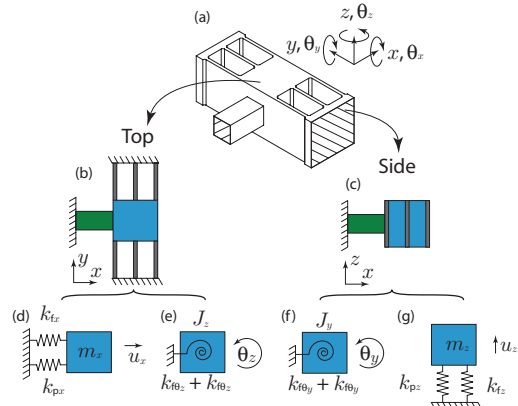 (a)
z, θz
y, θy
x, θx
Top
Side
(b)
(c)
y
x
z
x
(d)
kfx
mx
ux
kpx
(e)
Jz
θz
kfθz + kfθz
(f)
Jy
θy
kfθy + kfθy
(g)
mz
uz
kpz
kfz